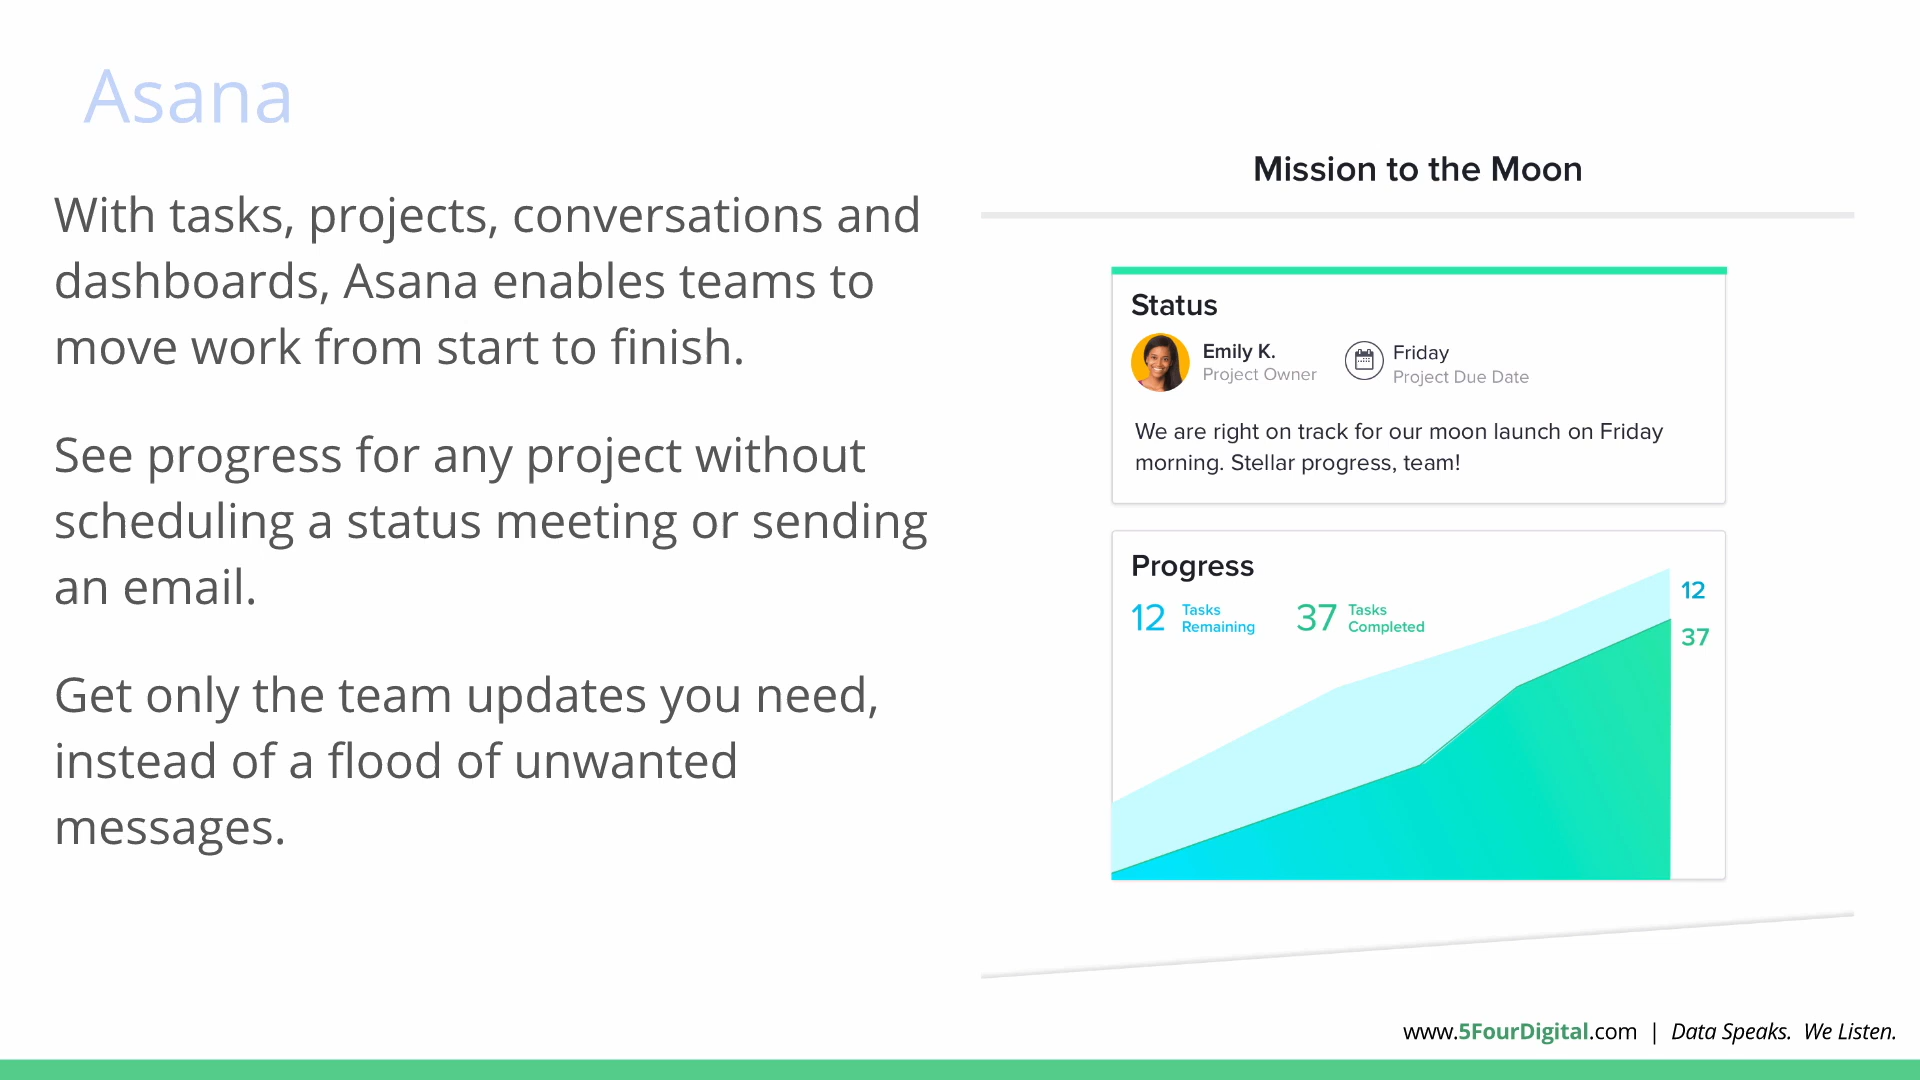 Asana
With tasks, projects, conversations and
dashboards, Asana enables teams to
move work from start to finish.
See progress for any project without
scheduling a status meeting or sending
an email.
Get only the team updates you need,
instead of a flood of unwanted
messages.
Mission to the Moon
Status
Emily K.
Project Owner
Friday
Project Due Date
We are right on track for our moon launch on Friday
morning. Stellar progress, team!
Progress
12 Tasks
Remaining
37 Tasks
Completed
12
37
www.5FourDigital.com | Data Speaks. We Listen.